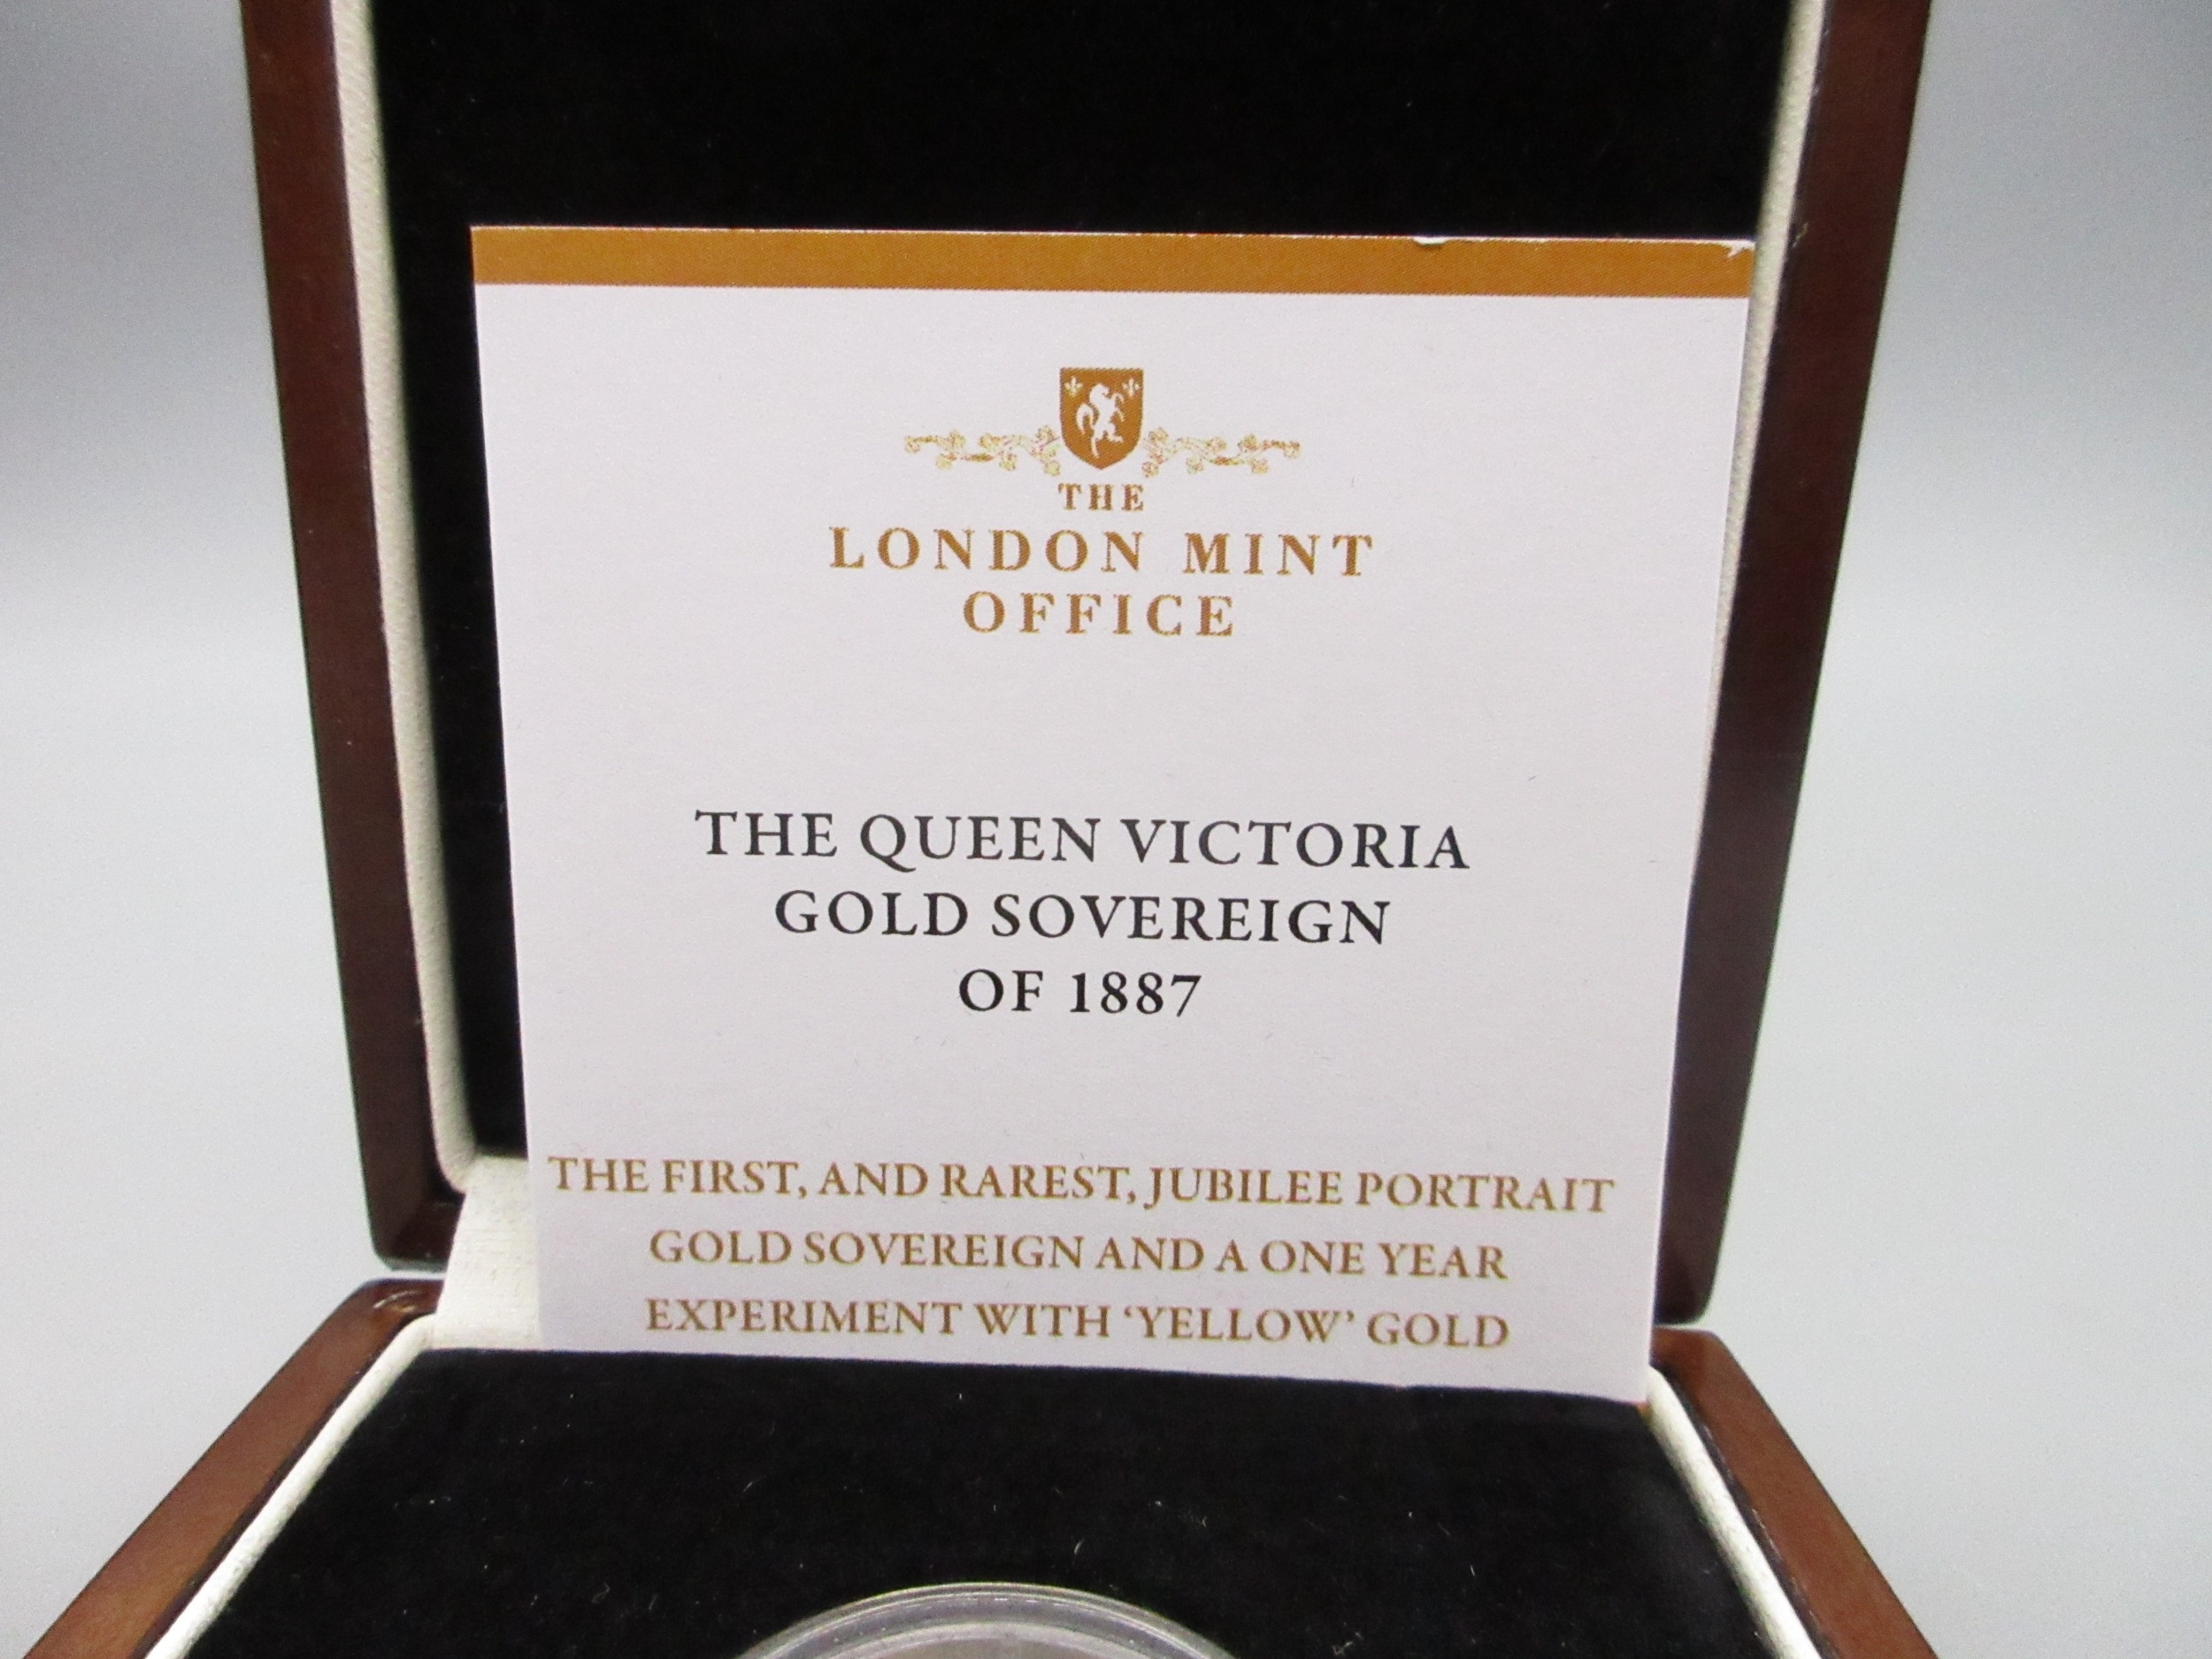 THE
LONDON MINT
OFFICE
THE QUEEN VICTORIA
GOLD SOVEREIGN
OF 1887
THE FIRST, AND RAREST, JUBILEE PORTRAIT
GOLD SOVEREIGN AND A ONE YEAR
EXPERIMENT WITH ‘YELLOW’ GOLD